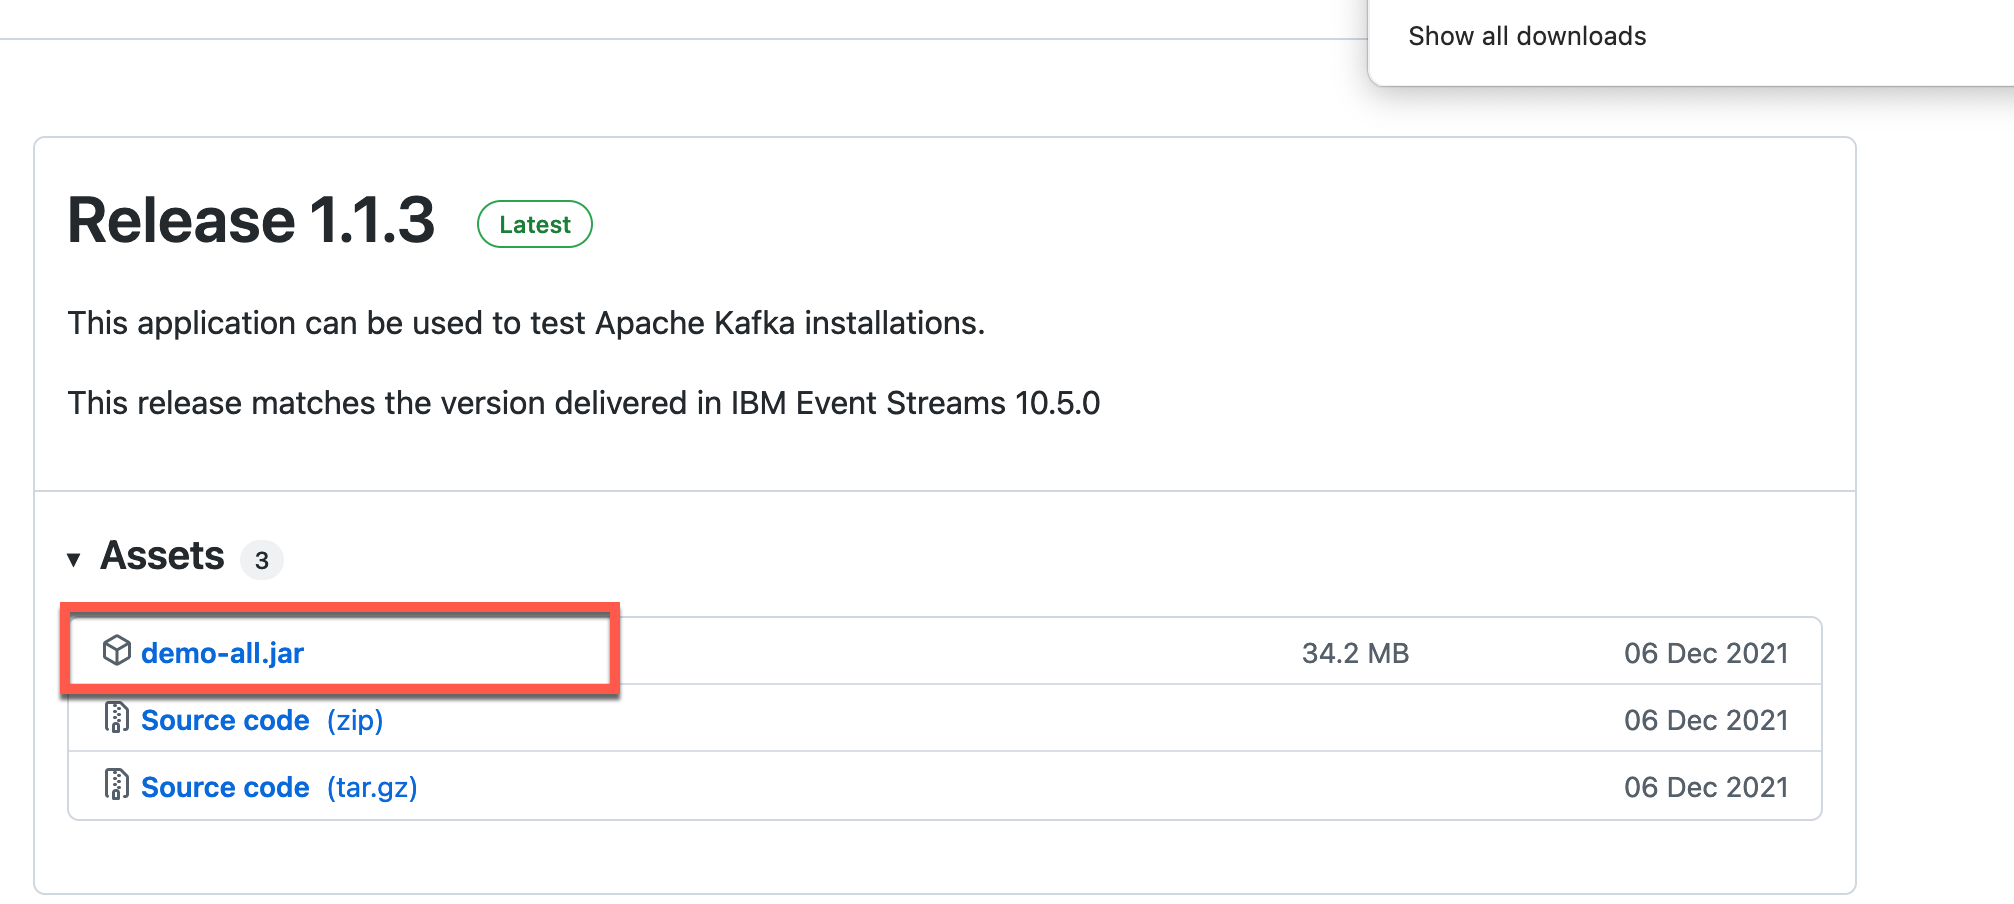 Show all downloads
Release 1.1.3 Latest
This application can be used to test Apache Kafka installations.
This release matches the version delivered in IBM Event Streams 10.5.0
▾ Assets 3
demo-all.jar 34.2 MB 06 Dec 2021
Source code (zip) 06 Dec 2021
Source code (tar.gz) 06 Dec 2021